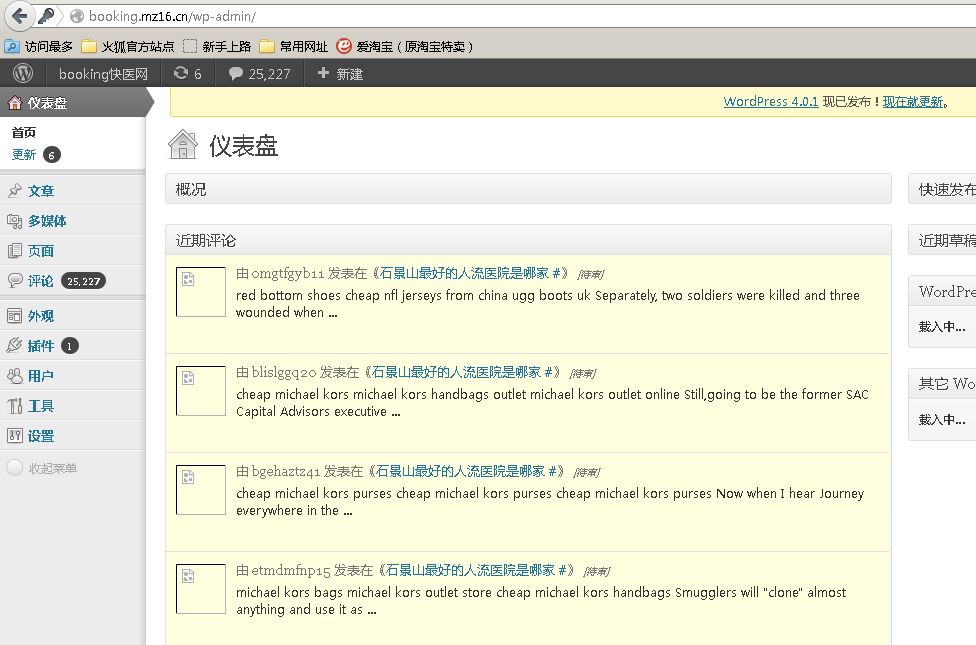 booking.mz16.cn/wp-admin/
访问最多 火狐官方站点 新手上路 常用网址 爱淘宝（原淘宝特卖）
booking快医网 6 25,227 + 新建
仪表盘
WordPress 4.0.1 现已发布！现在就更新。
首页
更新 6
仪表盘
概况
快速发布
文章
多媒体
页面
评论 25,227
外观
插件 1
用户
工具
设置
收起菜单
近期评论
由 omgtfgyb11 发表在《石景山最好的人流医院是哪家 #》 [待审]
red bottom shoes cheap nfl jerseys from china ugg boots uk Separately, two soldiers were killed and three
wounded when ...
由 blislggq20 发表在《石景山最好的人流医院是哪家 #》 [待审]
cheap michael kors michael kors handbags outlet michael kors outlet online Still,going to be the former SAC
Capital Advisors executive ...
由 bgehaztz41 发表在《石景山最好的人流医院是哪家 #》 [待审]
cheap michael kors purses cheap michael kors purses cheap michael kors purses Now when I hear Journey
everywhere in the ...
由 etmdmfnp15 发表在《石景山最好的人流医院是哪家 #》 [待审]
michael kors bags michael kors outlet store cheap michael kors handbags Smugglers will "clone" almost
anything and use it as ...
近期草稿
WordPre
载入中...
其它 Wo
载入中...